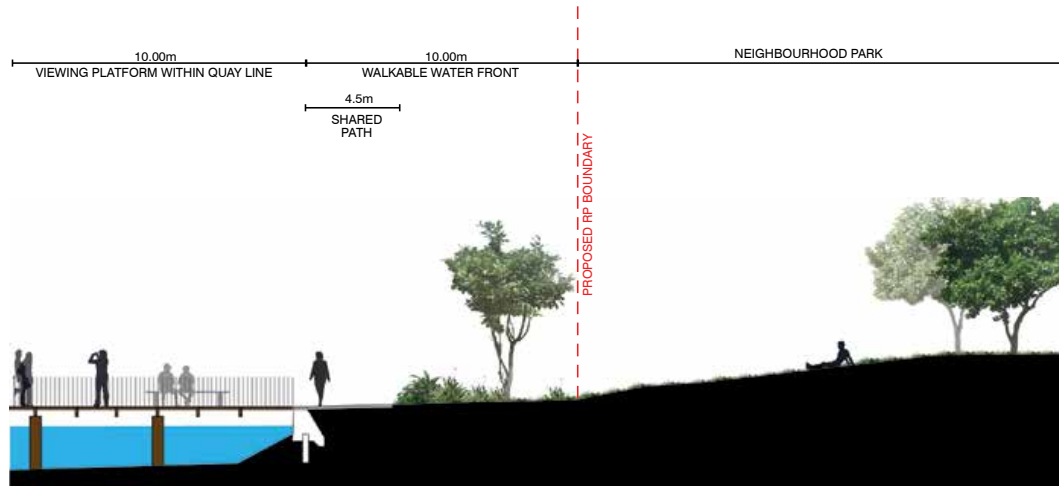 10.00m
VIEWING PLATFORM WITHIN QUAY LINE
10.00m
WALKABLE WATER FRONT
NEIGHBOURHOOD PARK
4.5m
SHARED
PATH
PROPOSED RP BOUNDARY